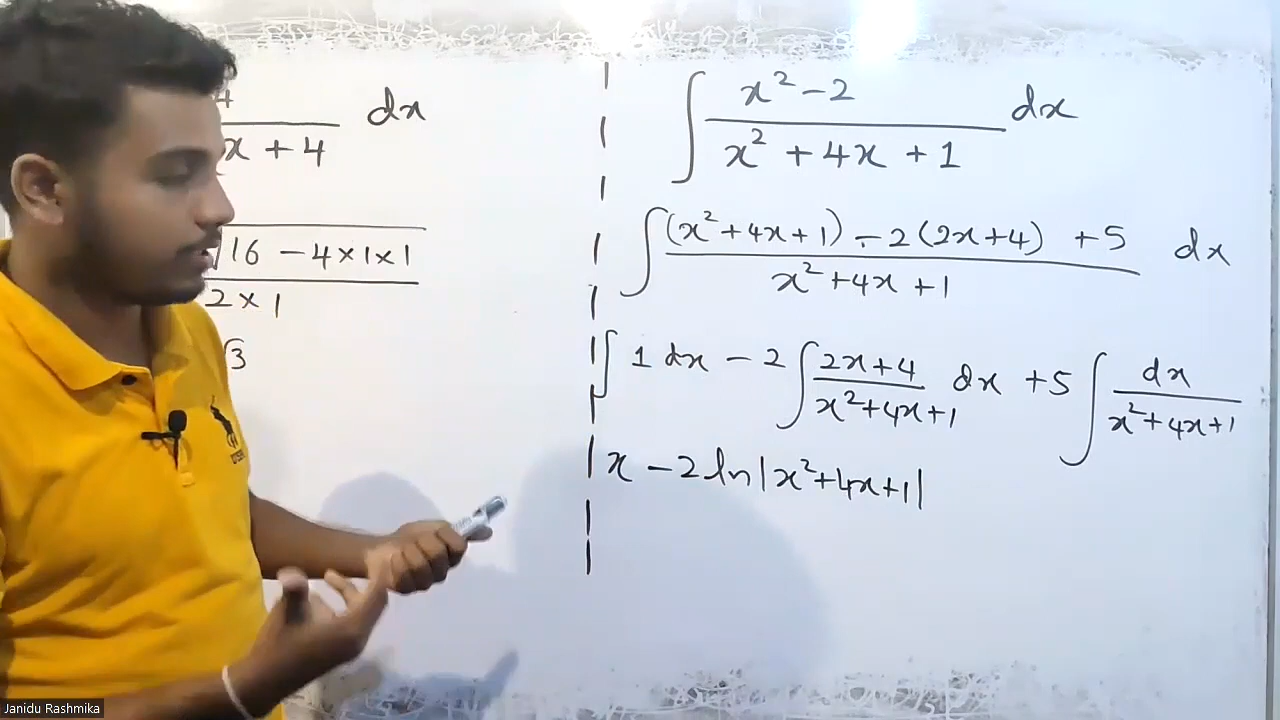 4
x + 4 dx
√16 - 4×1×1
2 × 1
√3
∫ x² - 2 / x² + 4x + 1 dx
∫ (x² + 4x + 1) - 2(2x + 4) + 5 / x² + 4x + 1 dx
∫ 1 dx - 2 ∫ 2x + 4 / x² + 4x + 1 dx + 5 ∫ dx / x² + 4x + 1
x - 2 ln |x² + 4x + 1|
Janidu Rashmika